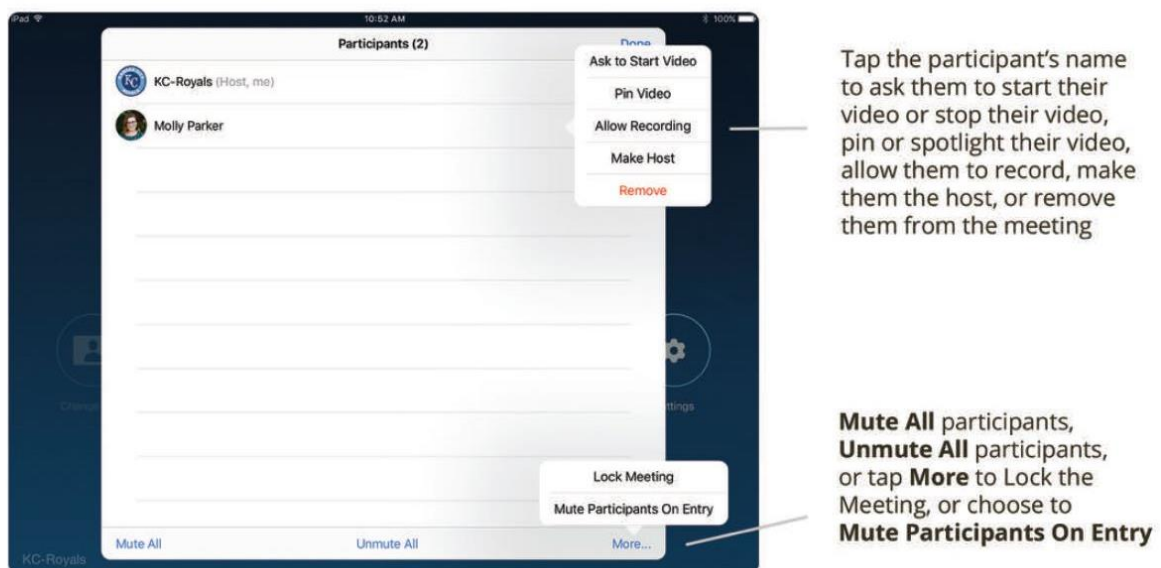 iPad
10:52 AM
100%
Participants (2)
Done
KC-Royals (Host, me)
Molly Parker
Ask to Start Video
Pin Video
Allow Recording
Make Host
Remove
Tap the participant's name
to ask them to start their
video or stop their video,
pin or spotlight their video,
allow them to record, make
them the host, or remove
them from the meeting
Lock Meeting
Mute Participants On Entry
Mute All
Unmute All
More...
KC-Royals
Mute All participants,
Unmute All participants,
or tap More to Lock the
Meeting, or choose to
Mute Participants On Entry